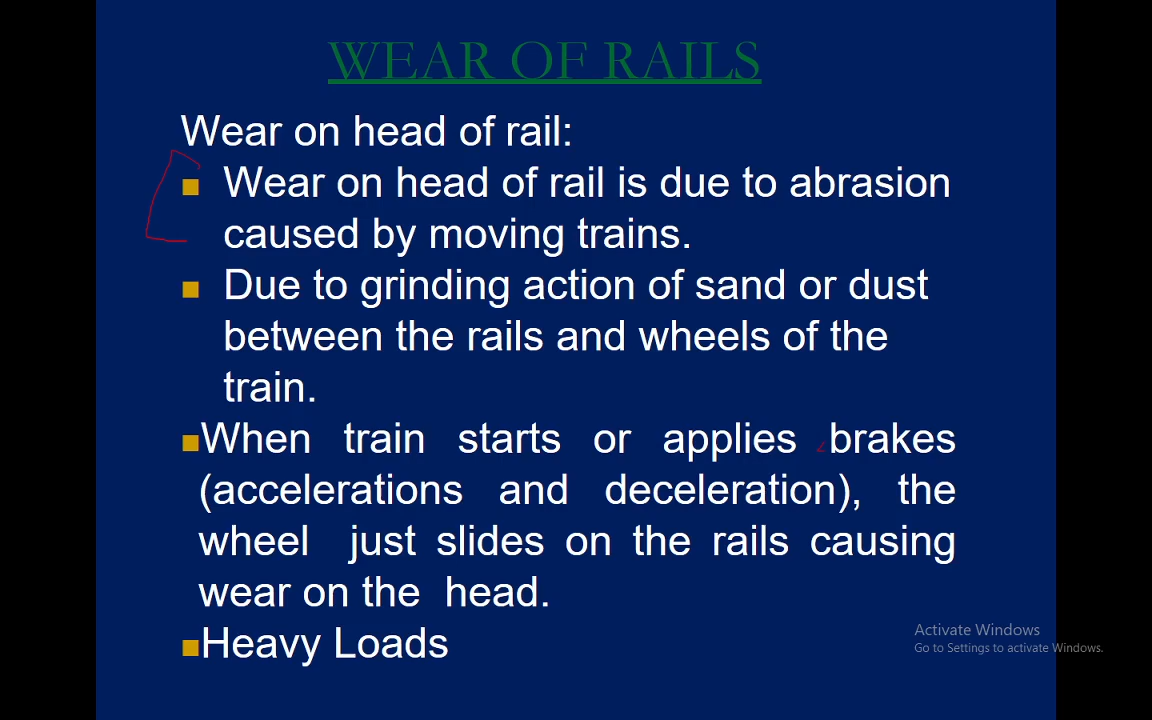 WEAR OF RAILS
Wear on head of rail:
Wear on head of rail is due to abrasion
caused by moving trains.
Due to grinding action of sand or dust
between the rails and wheels of the
train.
When train starts or applies brakes
(accelerations and deceleration), the
wheel just slides on the rails causing
wear on the head.
Heavy Loads
Activate Windows
Go to Settings to activate Windows.